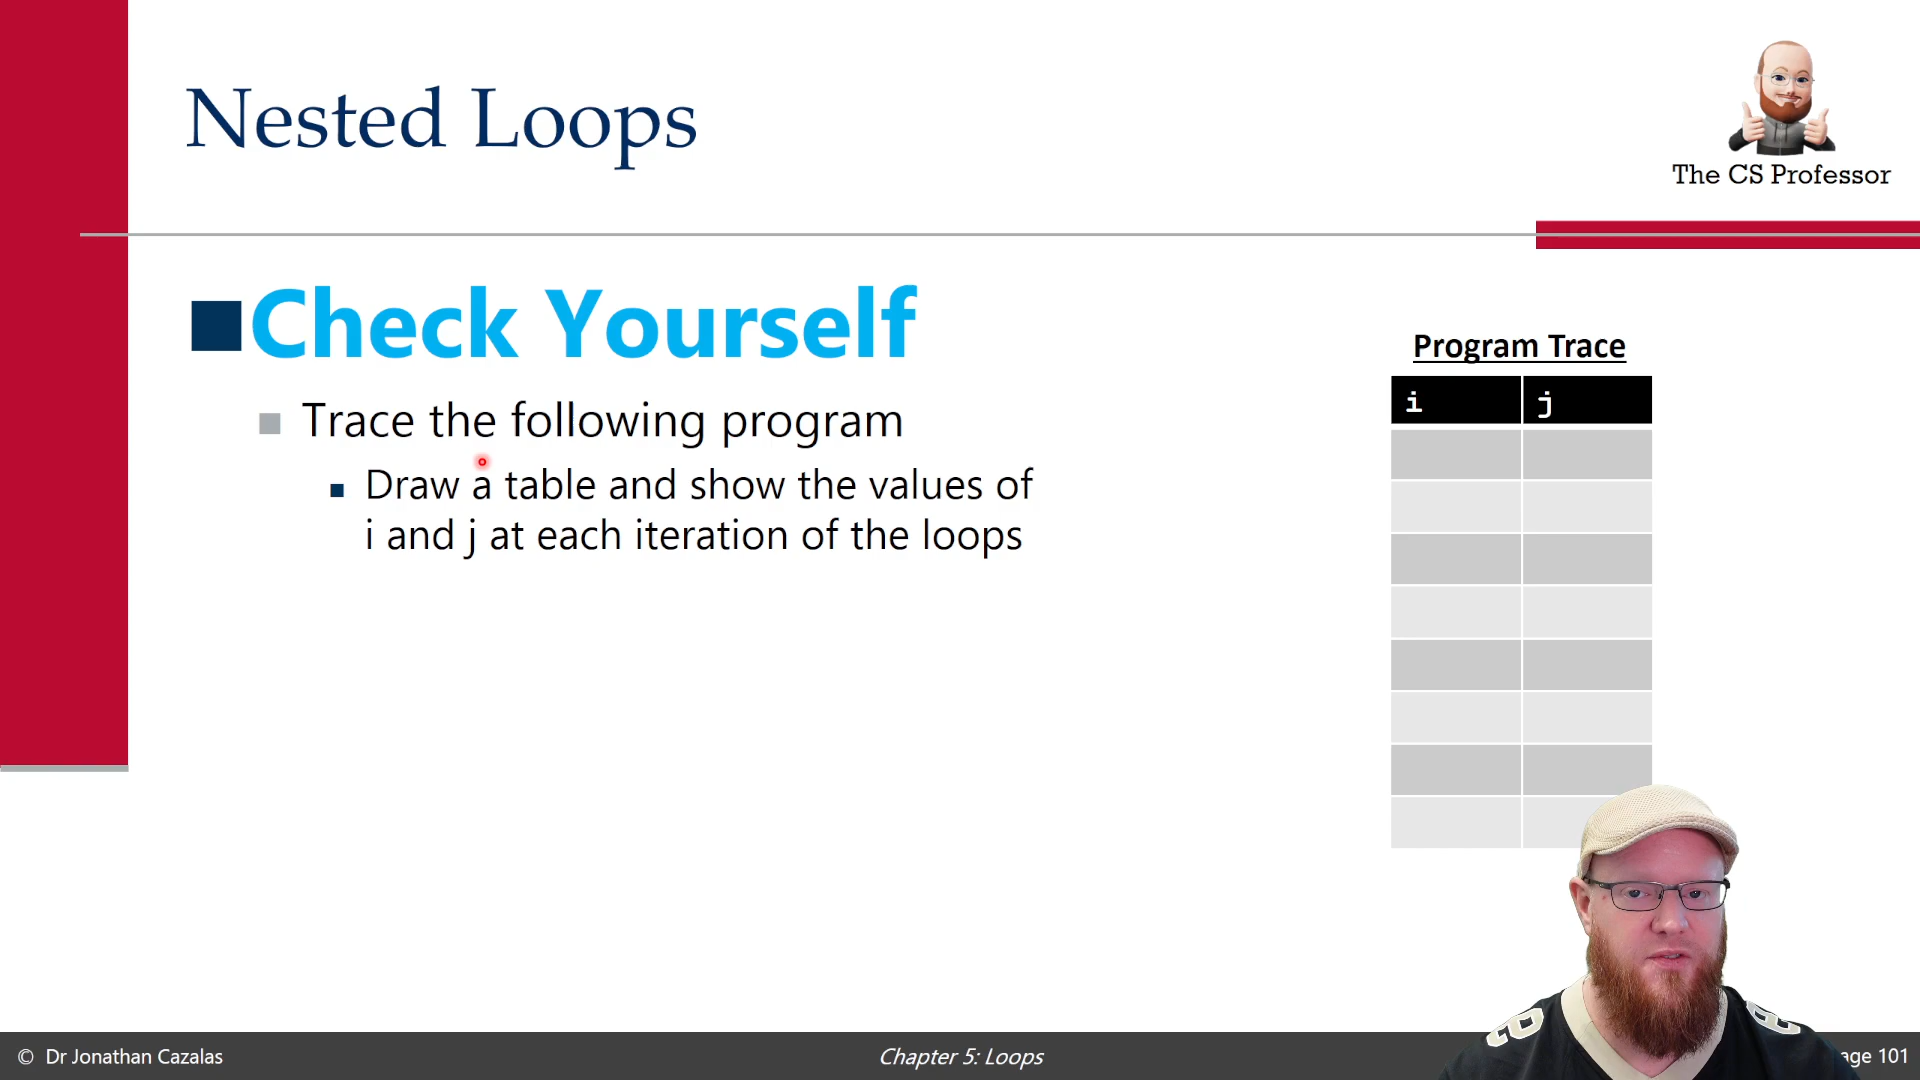 Nested Loops
The CS Professor
Check Yourself
Trace the following program
Draw a table and show the values of
i and j at each iteration of the loops
Program Trace
i j
© Dr Jonathan Cazalas
Chapter 5: Loops
age 101